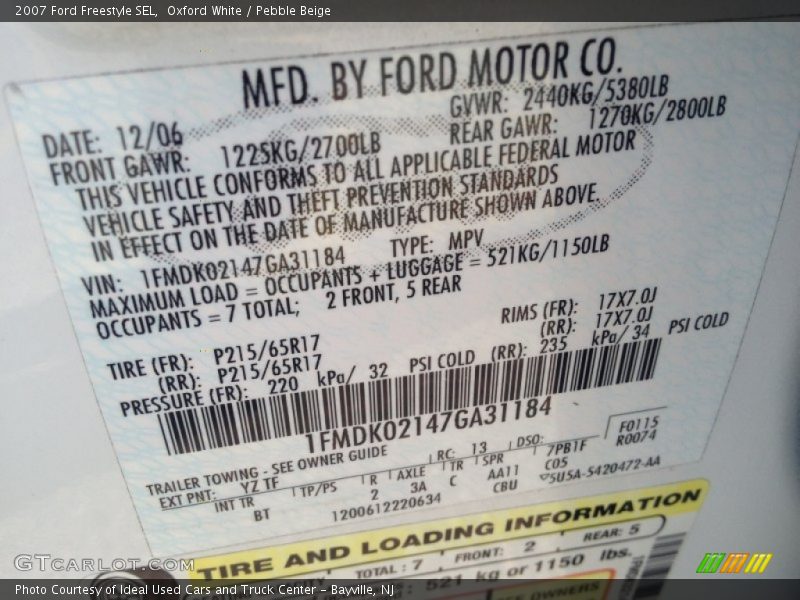 2007 Ford Freestyle SEL,  Oxford White / Pebble Beige
MFD. BY FORD MOTOR CO.
DATE: 12/06 GVWR: 2440KG/5380LB
FRONT GAWR: 1225KG/2700LB REAR GAWR: 1270KG/2800LB
THIS VEHICLE CONFORMS TO ALL APPLICABLE FEDERAL MOTOR
VEHICLE SAFETY AND THEFT PREVENTION STANDARDS
IN EFFECT ON THE DATE OF MANUFACTURE SHOWN ABOVE.
VIN: 1FMDK02147GA31184 TYPE: MPV
MAXIMUM LOAD = OCCUPANTS + LUGGAGE = 521KG/1150LB
OCCUPANTS = 7 TOTAL; 2 FRONT, 5 REAR
TIRE (FR): P215/65R17 RIMS (FR): 17X7.0J
(RR): P215/65R17 (RR): 17X7.0J
PRESSURE (FR): 220 kPa/ 32 PSI COLD (RR): 235 kPa/ 34 PSI COLD
1FMDK02147GA31184
F0115
R0074
TRAILER TOWING - SEE OWNER GUIDE RC: 13 DSO: 7PB1F
EXT PNT: YZ TF
INT TR TP/PS R AXLE TR SPR C05
BT 2 3A C AA11 5U5A-5420472-AA
1200612220634 CBU
TIRE AND LOADING INFORMATION
TOTAL: 7 FRONT: 2 REAR: 5
521 kg or 1150 lbs.
SEE OWNERS
GTCarLot.com
Photo Courtesy of Ideal Used Cars and Truck Center - Bayville, NJ